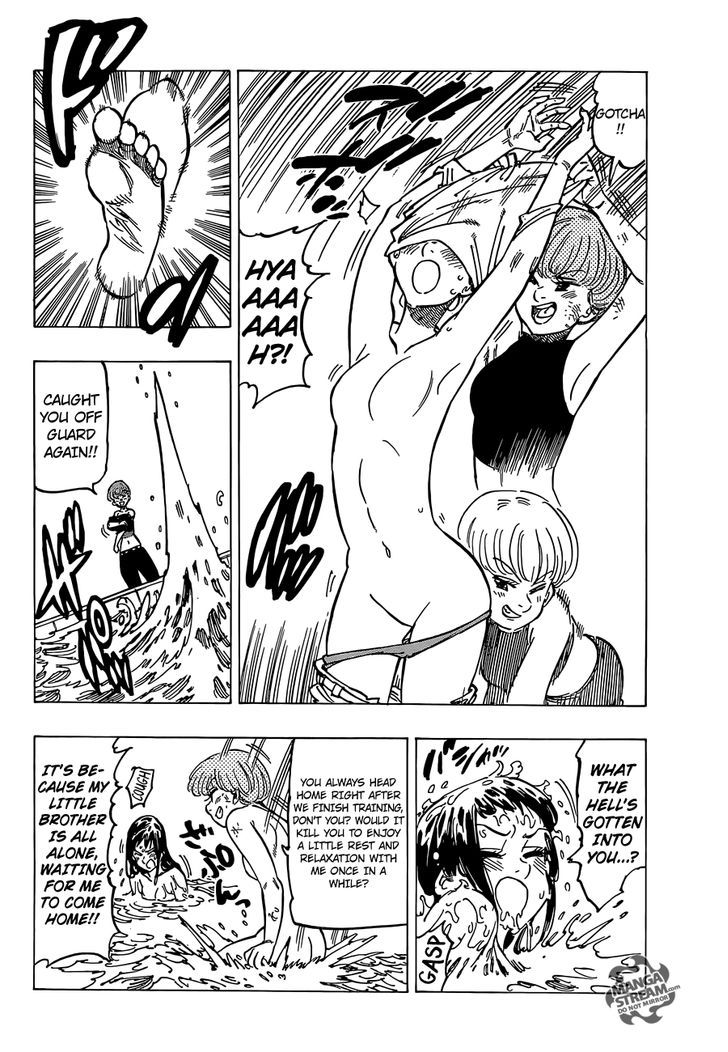 GOTCHA
!!
HYA
AAAA
AAAA
H?!
ドン
CAUGHT
YOU OFF
GUARD
AGAIN!!
WHAT
THE
HELL'S
GOTTEN
INTO
YOU...?
GASP
YOU ALWAYS HEAD
HOME RIGHT AFTER
WE FINISH TRAINING,
DON'T YOU? WOULD IT
KILL YOU TO ENJOY
A LITTLE REST AND
RELAXATION WITH
ME ONCE IN A
WHILE?
COUGH
IT'S BE-
CAUSE MY
LITTLE
BROTHER
IS ALL
ALONE,
WAITING
FOR ME
TO COME
HOME!!
MANGA
STREAM.com
DO NOT MIRROR